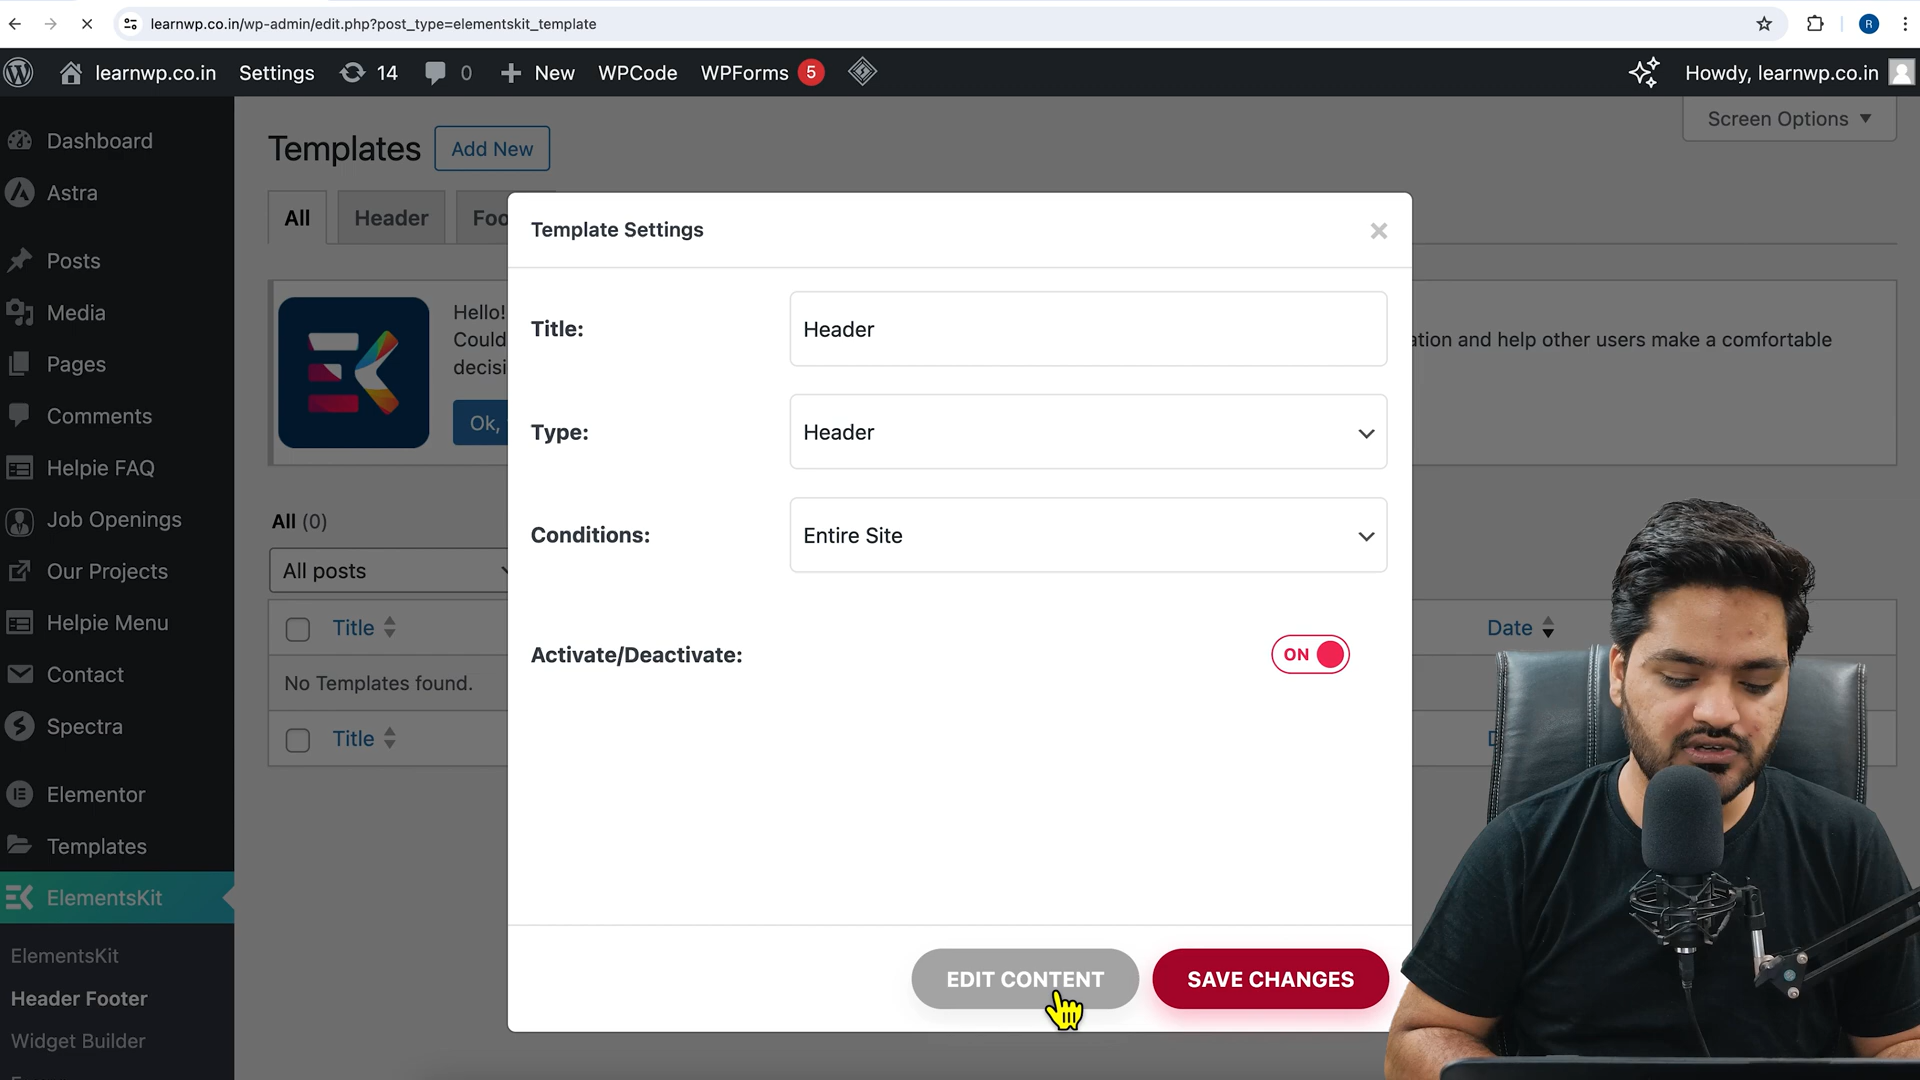 learnwp.co.in/wp-admin/edit.php?post_type=elementskit_template
R
learnwp.co.in
Settings
14
0
New
WPCode
WPForms 5
Howdy, learnwp.co.in
Dashboard
Astra
Posts
Media
Pages
Comments
Helpie FAQ
Job Openings
Our Projects
Helpie Menu
Contact
Spectra
Elementor
Templates
ElementsKit
ElementsKit
Header Footer
Widget Builder
Templates
Add New
Screen Options
All
Header
Foo
Hello!
Could
decisi
ation and help other users make a comfortable
Ok,
All (0)
All posts
Title
Date
No Templates found.
Title
Template Settings
Title:
Header
Type:
Header
Conditions:
Entire Site
Activate/Deactivate:
ON
EDIT CONTENT
SAVE CHANGES